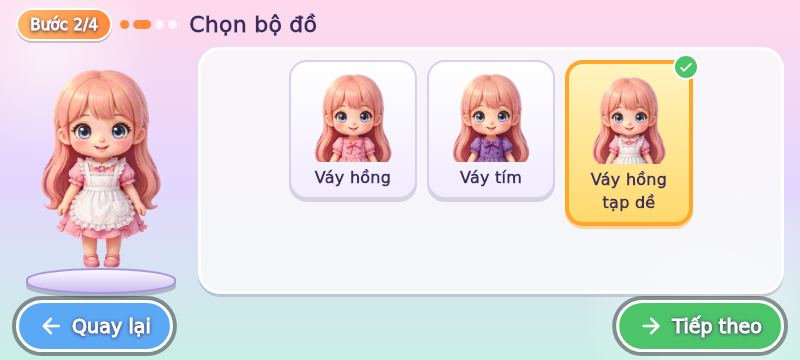 Bước 2/4
Chọn bộ đồ
Váy hồng
Váy tím
Váy hồng
tạp dề
Quay lại
Tiếp theo